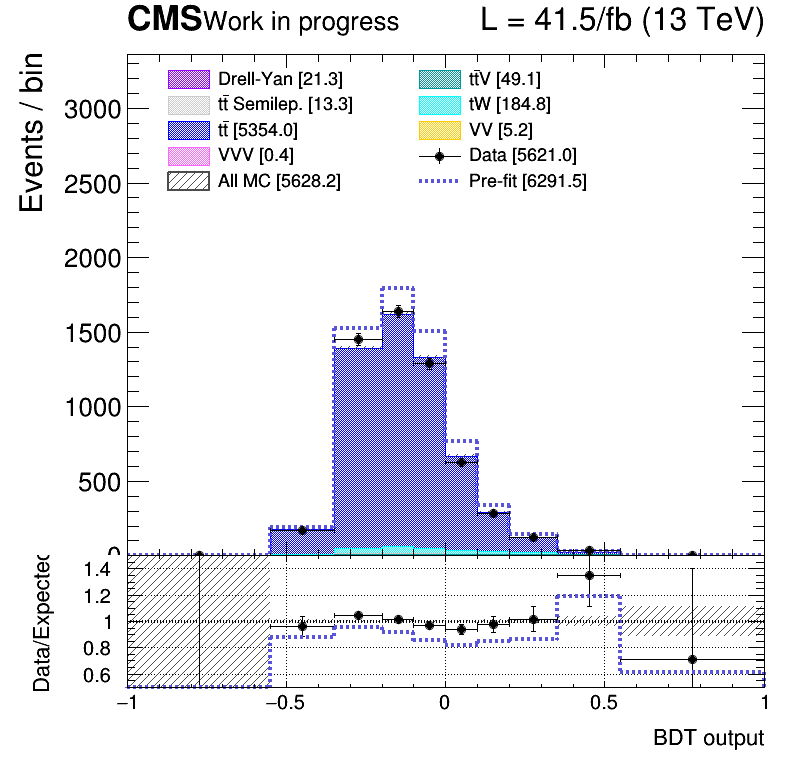 CMS Work in progress L = 41.5/fb (13 TeV)
Events / bin
Drell-Yan [21.3] tt̄V [49.1]
tt̄ Semilep. [13.3] tW [184.8]
tt̄ [5354.0] VV [5.2]
VVV [0.4] Data [5621.0]
All MC [5628.2] Pre-fit [6291.5]
3000
2500
2000
1500
1000
500
0
Data/Expected
1.4
1.2
1
0.8
0.6
−1 −0.5 0 0.5 1
BDT output